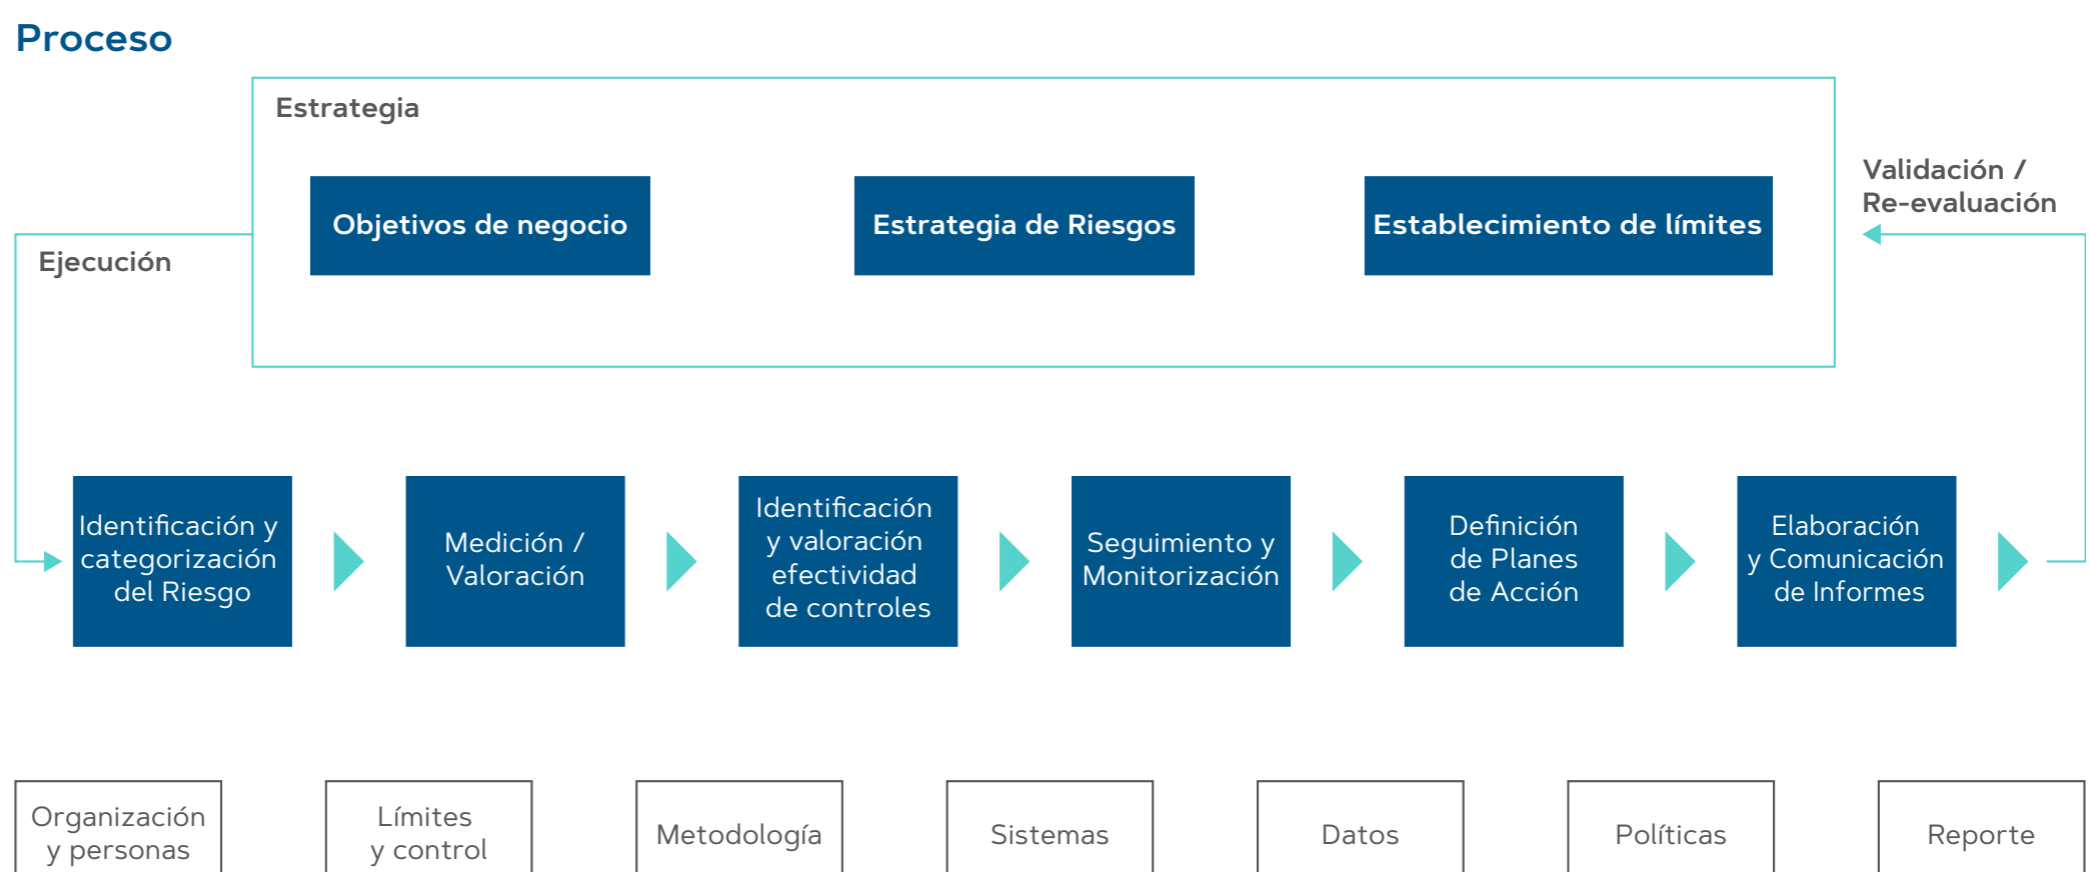 Proceso
Estrategia
Objetivos de negocio
Estrategia de Riesgos
Establecimiento de límites
Validación /
Re-evaluación
Ejecución
Identificación y
categorización
del Riesgo
Medición /
Valoración
Identificación
y valoración
efectividad
de controles
Seguimiento y
Monitorización
Definición
de Planes
de Acción
Elaboración
y Comunicación
de Informes
Organización
y personas
Límites
y control
Metodología
Sistemas
Datos
Políticas
Reporte